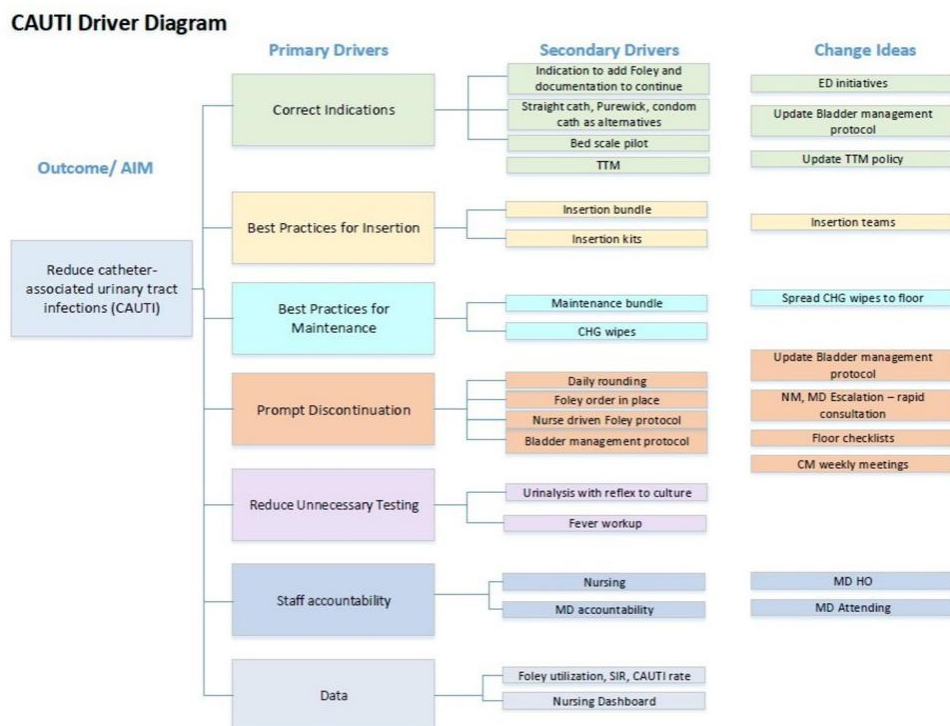 CAUTI Driver Diagram
Primary Drivers
Secondary Drivers
Change Ideas
Outcome/ AIM
Reduce catheter-
associated urinary tract
infections (CAUTI)
Correct Indications
Indication to add Foley and
documentation to continue
Straight cath, Purewick, condom
cath as alternatives
Bed scale pilot
TTM
ED initiatives
Update Bladder management
protocol
Update TTM policy
Best Practices for Insertion
Insertion bundle
Insertion kits
Insertion teams
Best Practices for
Maintenance
Maintenance bundle
CHG wipes
Spread CHG wipes to floor
Prompt Discontinuation
Daily rounding
Foley order in place
Nurse driven Foley protocol
Bladder management protocol
Update Bladder management
protocol
NM, MD Escalation – rapid
consultation
Floor checklists
CM weekly meetings
Reduce Unnecessary Testing
Urinalysis with reflex to culture
Fever workup
Staff accountability
Nursing
MD accountability
MD HO
MD Attending
Data
Foley utilization, SIR, CAUTI rate
Nursing Dashboard